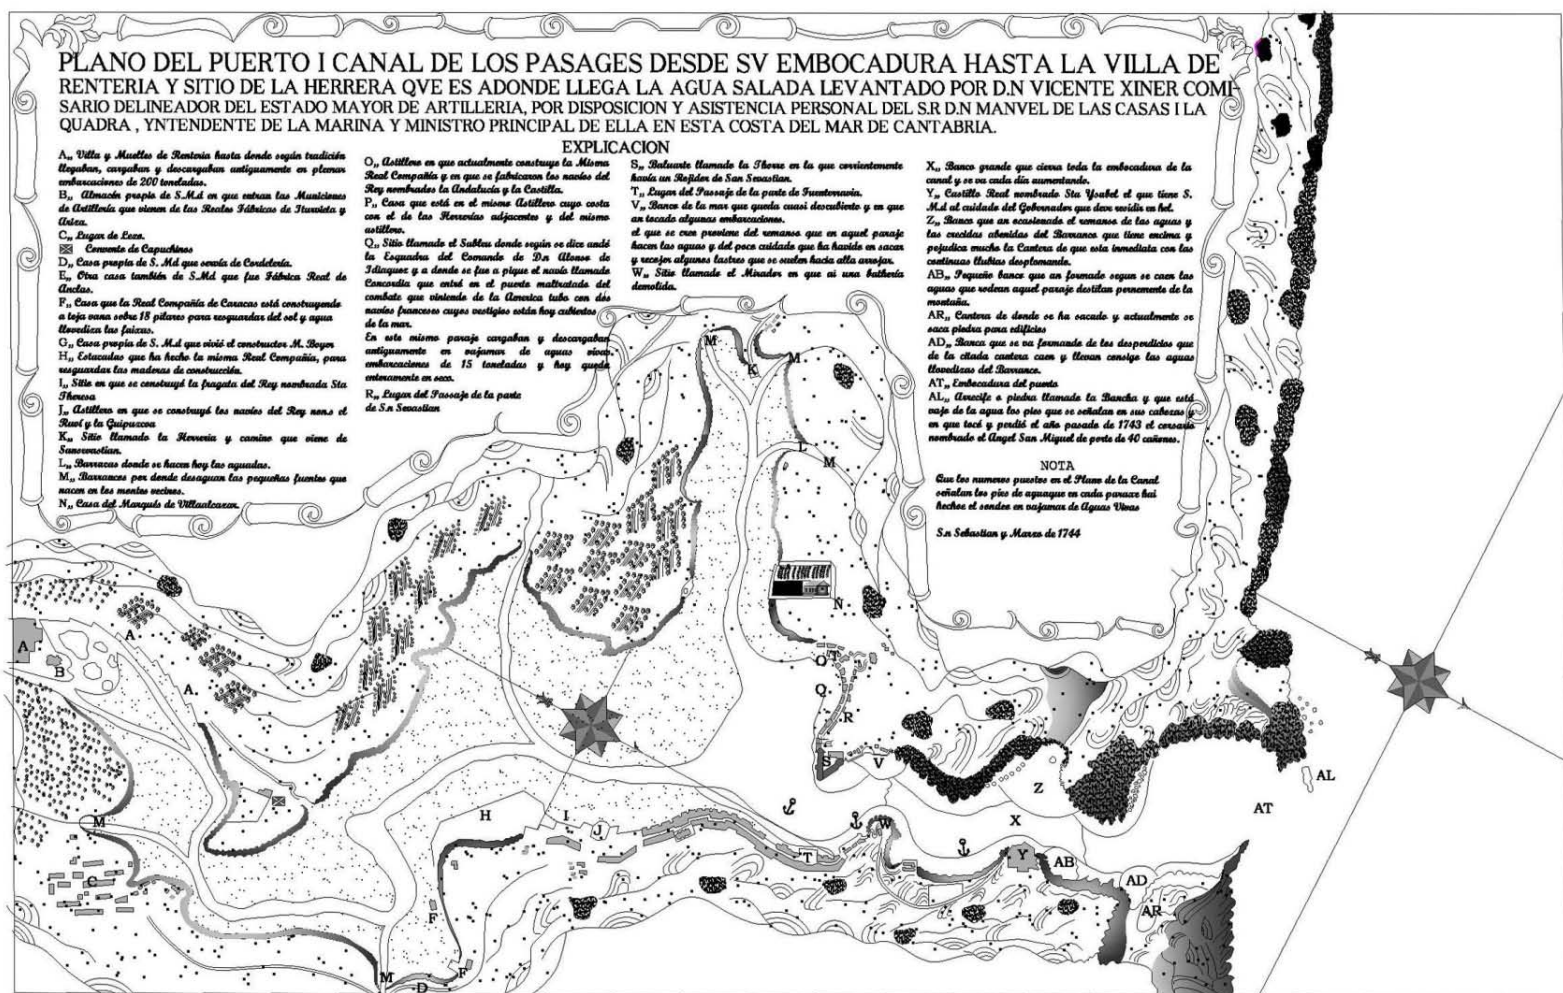 PLANO DEL PUERTO I CANAL DE LOS PASAGES DESDE SV EMBOCADURA HASTA LA VILLA DE
RENTERIA Y SITIO DE LA HERRERA QVE ES ADONDE LLEGA LA AGUA SALADA LEVANTADO POR D.N VICENTE XINER COMI-
SARIO DELINEADOR DEL ESTADO MAYOR DE ARTILLERIA, POR DISPOSICION Y ASISTENCIA PERSONAL DEL S.R D.N MANVEL DE LAS CASAS I LA
QUADRA , YNTENDENTE DE LA MARINA Y MINISTRO PRINCIPAL DE ELLA EN ESTA COSTA DEL MAR DE CANTABRIA.
EXPLICACION
A,, Villa y Muelles de Renteria hasta donde según tradición
llegaban, cargaban y descargaban antiguamente en pleamar
embarcaciones de 200 toneladas.
B,, Almacén propio de S.M.d en que entran las Municiones
de Artillería que vienen de las Reales Fábricas de Iturvieta y
Arizea.
C,, Lugar de Lezo.
Convento de Capuchinos
D,, Casa propia de S. M.d que servía de Cordelería.
E,, Otra casa también de S.M.d que fue Fábrica Real de
Anclas.
F,, Casa que la Real Compañía de Caracas está construyendo
a teja vana sobre 18 pilares para resguardar del sol y agua
llovediza las faixas.
G,, Casa propia de S. M.d que vivió el constructor M. Boyer
H,, Estacadas que ha hecho la misma Real Compañía, para
resguardar las maderas de construcción.
I,, Sitio en que se construyó la fragata del Rey nombrada Sta
Theresa
J,, Astillero en que se construyó los navíos del Rey nom.s el
Ruvi y la Guipuzcoa
K,, Sitio llamado la Herreria y camino que viene de
Sansevastian.
L,, Barracas donde se hacen hoy las aguadas.
M,, Barrancos por donde desaguan las pequeñas fuentes que
nacen en los montes vecinos.
N,, Casa del Marqués de Villaalcazar.
O,, Astillero en que actualmente construye la Misma
Real Compañía y en que se fabricaron los navíos del
Rey nombrados la Andalucía y la Castilla.
P,, Casa que está en el mismo Astillero cuyo costa
con el de las Herrerías adjacentes y del mismo
astillero.
Q,, Sitio llamado el Subleu donde según se dice andó
la Esquadra del Comando de D.n Alonso de
Idiaquez y a donde se fue a pique el navío llamado
Concordia que entró en el puerto maltratado del
combate que viniendo de la America tubo con dós
navíos franceses cuyos vestigios están hoy cubiertos
de la mar.
En este mismo paraje cargaban y descargaban
antiguamente en vajamar de aguas vivas,
embarcaciones de 15 toneladas y hoy queda
enteramente en seco.
R,, Lugar del Passaje de la parte
de S.n Sevastian
S,, Baluarte llamado la Thorre en la que corrientemente
havía un Rejidor de San Sevastian.
T,, Lugar del Passage de la parte de Fuenterravia.
V,, Banco de la mar que queda cuasi descubierto y en que
an tocado algunas embarcaciones.
el que se cree previene del remanso que en aquel paraje
hacen las aguas y del poco cuidado que ha havido en sacar
y recojer algunos lastres que se suelen hacia alla arrojar.
W,, Sitio llamado el Mirador en que ai una bathería
demolida.
X,, Banco grande que cierra toda la embocadura de la
canal y se va cada día aumentando.
Y,, Castillo Real nombrado Sta Ysabel el que tiene S.
M.d al cuidado del Gobernador que deve residir en hel.
Z,, Banco que an ocasionado el remanso de las aguas y
las crecidas abenidas del Barranco que tiene encima y
pejudica mucho la Cantera de que esta inmediata con las
continuas llubias desplomando.
AB,, Pequeño banco que an formado segun se caen las
aguas que rodean aquel paraje destilan pernemente de la
montaña.
AR,, Cantera de donde se ha sacado y actualmente se
saca piedra para edificios
AD,, Banca que se va formando de los desperdicios que
de la citada cantera caen y llevan consigo las aguas
llovedizas del Barranco.
AT,, Embocadura del puerto
AL,, Arrecife o piedra llamado la Bancha y que está
vajo de la agua los pies que se señalan en sus cabezas y
en que tocó y perdió el año pasado de 1743 el corsario
nombrado el Angel San Miguel de porte de 40 cañones.
NOTA
Que los numeros puestos en el Plano de la Canal
señalan los pies de aguaque en cada paraxe hai
hechos el sondeo en vajamar de Aguas Vivas
S.n Sebastian y Marzo de 1744
M
M
K
L
M
N
A
A
B
A
O
T
Q
R
S
V
Z
AL
AT
X
M
H
I
J
W
T
Y
AB
AD
AR
C
F
M
D
F